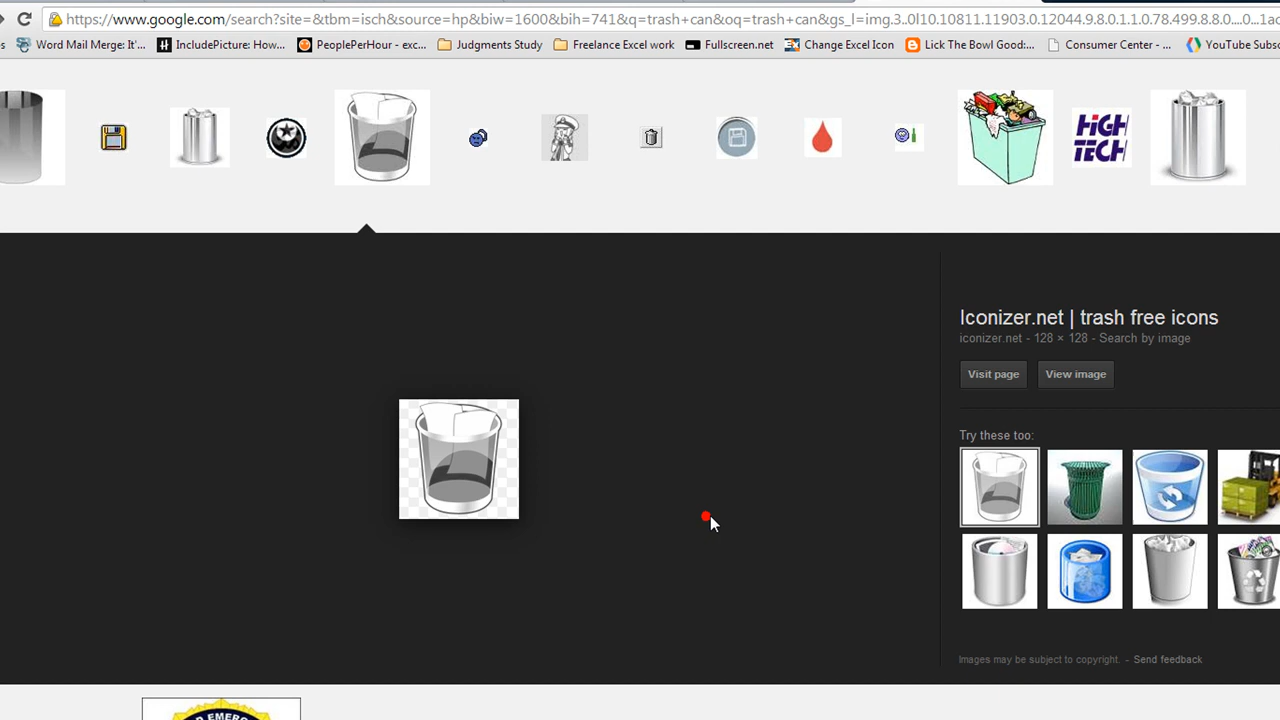 https://www.google.com/search?site=&tbm=isch&source=hp&biw=1600&bih=741&q=trash+can&oq=trash+can&gs_l=img.3..0l10.10811.11903.0.12044.9.8.0.1.1.0.78.499.8.8.0....0...1ac
Word Mail Merge: It'... IncludePicture: How... PeoplePerHour - exc... Judgments Study Freelance Excel work Fullscreen.net Change Excel Icon Lick The Bowl Good:... Consumer Center - ... YouTube Subsc
HiGH
TECH
Iconizer.net | trash free icons
iconizer.net - 128 × 128 - Search by image
Visit page View image
Try these too:
Images may be subject to copyright. - Send feedback